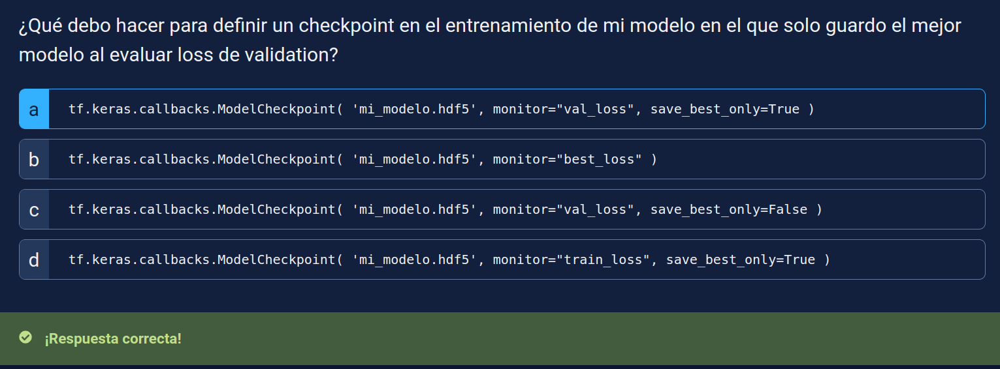 ¿Qué debo hacer para definir un checkpoint en el entrenamiento de mi modelo en el que solo guardo el mejor
modelo al evaluar loss de validation?
a tf.keras.callbacks.ModelCheckpoint( 'mi_modelo.hdf5', monitor="val_loss", save_best_only=True )
b tf.keras.callbacks.ModelCheckpoint( 'mi_modelo.hdf5', monitor="best_loss" )
c tf.keras.callbacks.ModelCheckpoint( 'mi_modelo.hdf5', monitor="val_loss", save_best_only=False )
d tf.keras.callbacks.ModelCheckpoint( 'mi_modelo.hdf5', monitor="train_loss", save_best_only=True )
¡Respuesta correcta!